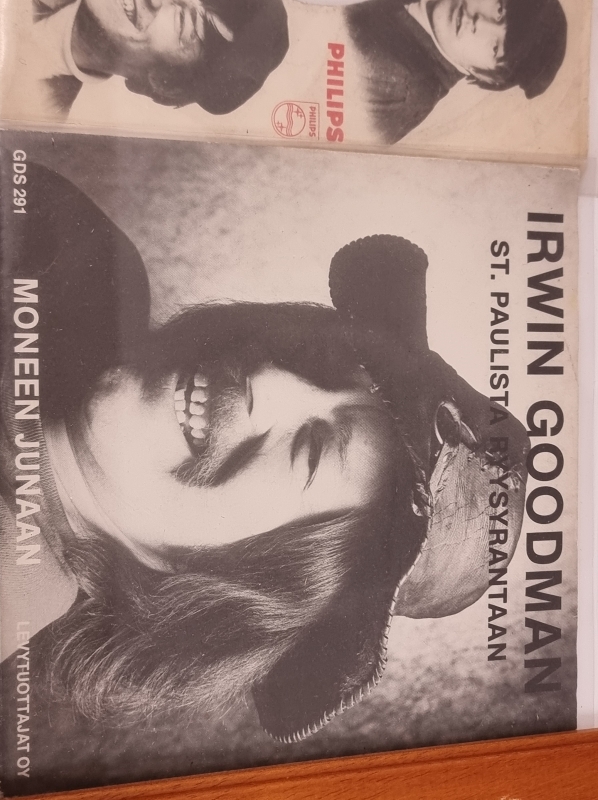 PHILIPS
PHILIPS
IRWIN GOODMAN
ST. PAULISTA RYYSYRANTAAN
GDS 291
MONEEN JUNAAN
LEVYTUOTTAJAT OY